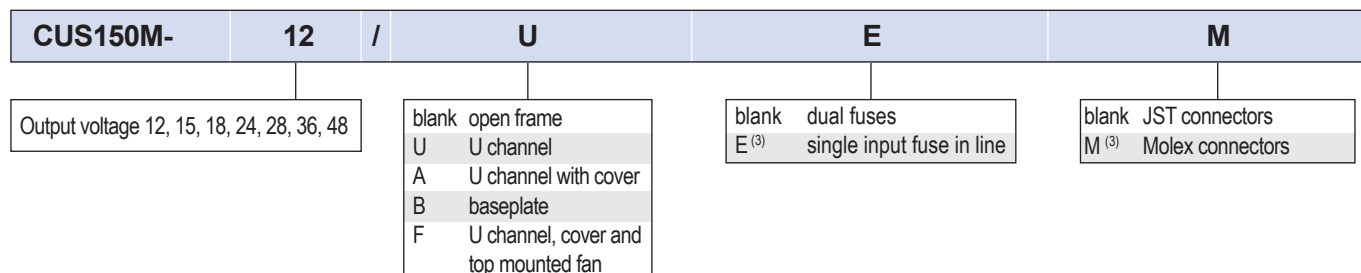 CUS150M- 12 / U E M
Output voltage 12, 15, 18, 24, 28, 36, 48
blank open frame
U U channel
A U channel with cover
B baseplate
F U channel, cover and
top mounted fan
blank dual fuses
E (3) single input fuse in line
blank JST connectors
M (3) Molex connectors